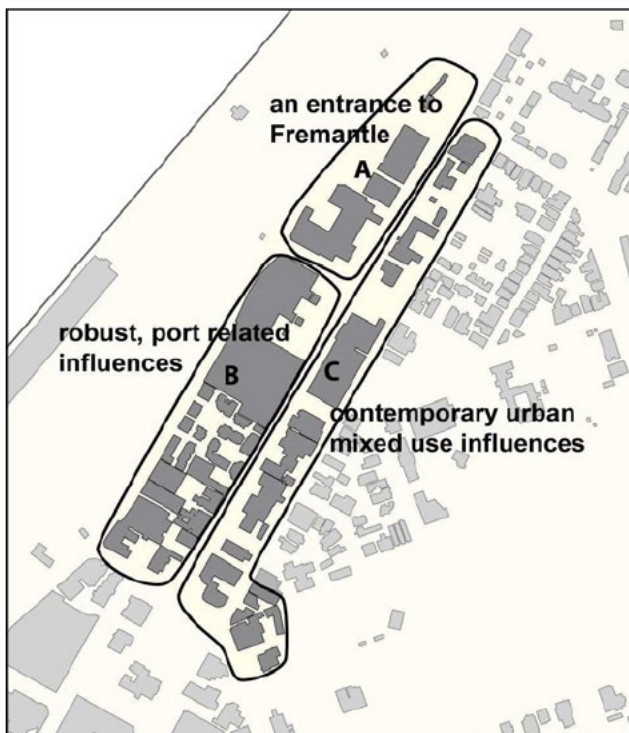 an entrance to
Fremantle
A
robust, port related
influences
B
C
contemporary urban
mixed use influences